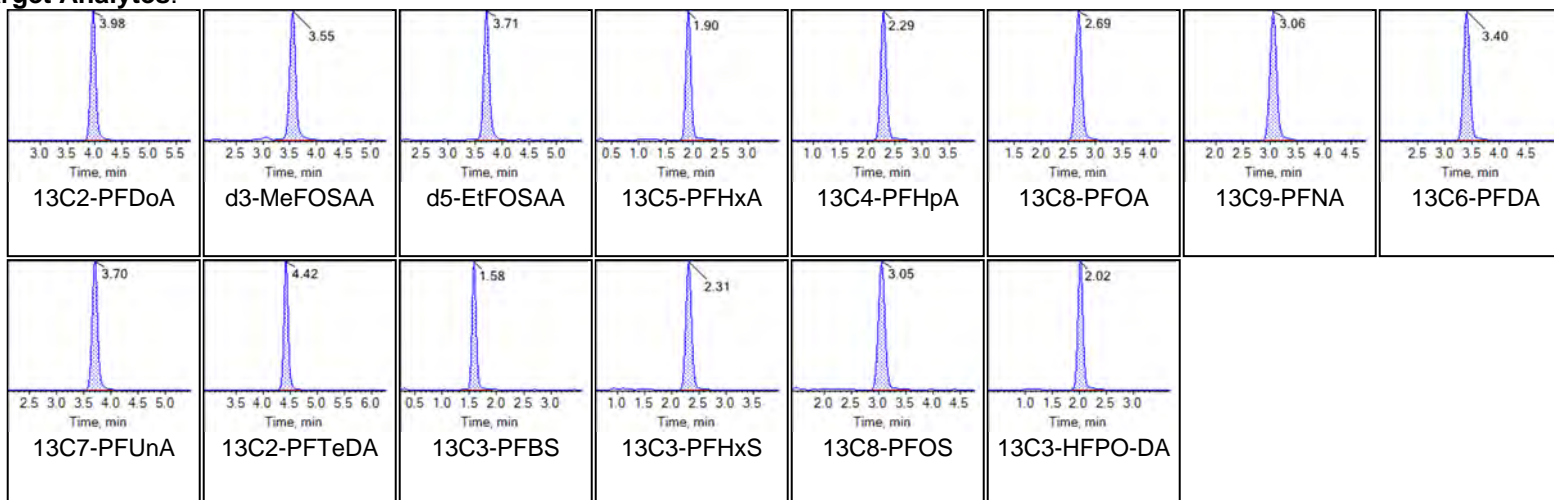 Target Analytes:
3.98 3.55 3.71 1.90 2.29 2.69 3.06 3.40
3.0 3.5 4.0 4.5 5.0 5.5 2.5 3.0 3.5 4.0 4.5 5.0 2.5 3.0 3.5 4.0 4.5 5.0 0.5 1.0 1.5 2.0 2.5 3.0 1.0 1.5 2.0 2.5 3.0 3.5 1.5 2.0 2.5 3.0 3.5 4.0 2.0 2.5 3.0 3.5 4.0 4.5 2.5 3.0 3.5 4.0 4.5
Time, min Time, min Time, min Time, min Time, min Time, min Time, min Time, min
13C2-PFDoA d3-MeFOSAA d5-EtFOSAA 13C5-PFHxA 13C4-PFHpA 13C8-PFOA 13C9-PFNA 13C6-PFDA
3.70 4.42 1.58 2.31 3.05 2.02
2.5 3.0 3.5 4.0 4.5 5.0 3.5 4.0 4.5 5.0 5.5 6.0 0.5 1.0 1.5 2.0 2.5 3.0 1.0 1.5 2.0 2.5 3.0 3.5 2.0 2.5 3.0 3.5 4.0 4.5 1.0 1.5 2.0 2.5 3.0
Time, min Time, min Time, min Time, min Time, min Time, min
13C7-PFUnA 13C2-PFTeDA 13C3-PFBS 13C3-PFHxS 13C8-PFOS 13C3-HFPO-DA